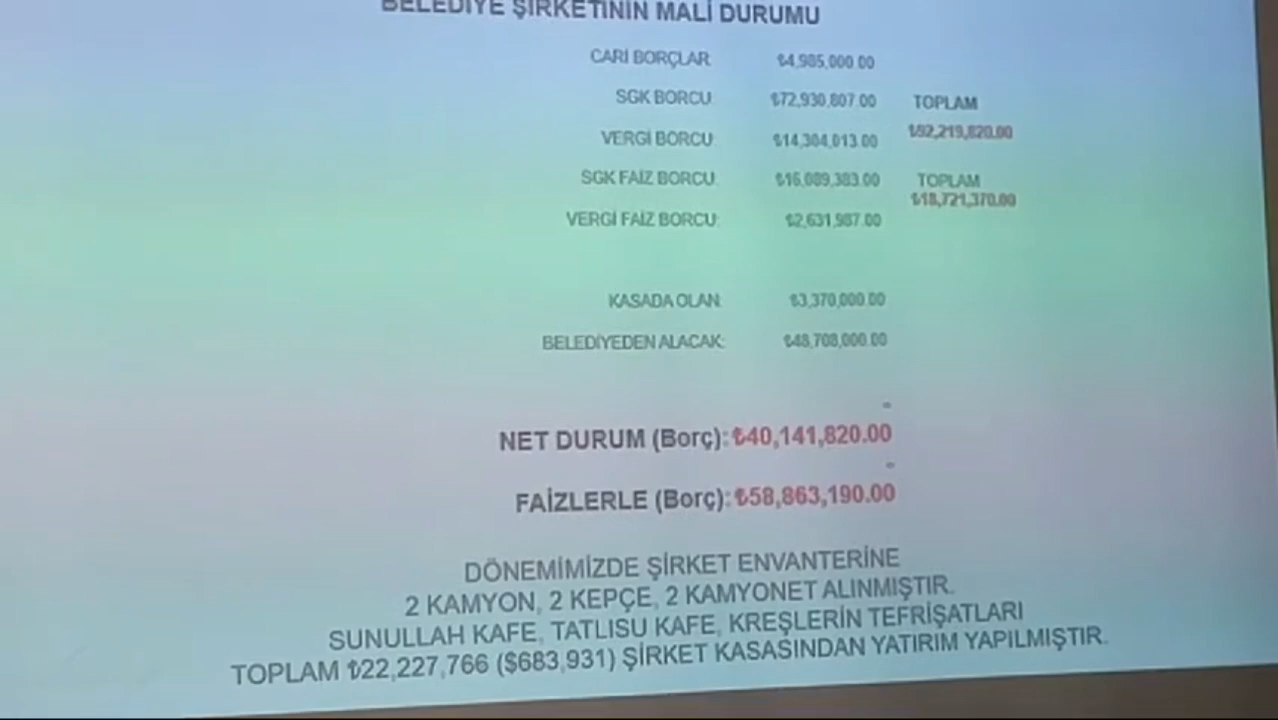 BELEDİYE ŞİRKETİNİN MALİ DURUMU
CARİ BORÇLAR: ₺4,985,000.00
SGK BORCU: ₺72,930,807.00 TOPLAM
VERGİ BORCU: ₺14,304,013.00 ₺92,219,820.00
SGK FAİZ BORCU: ₺16,089,383.00 TOPLAM
₺18,721,370.00
VERGİ FAİZ BORCU: ₺2,631,987.00
KASADA OLAN: ₺3,370,000.00
BELEDİYEDEN ALACAK: ₺48,708,000.00
-
NET DURUM (Borç): ₺40,141,820.00
-
FAİZLERLE (Borç): ₺58,863,190.00
DÖNEMİMİZDE ŞİRKET ENVANTERİNE
2 KAMYON, 2 KEPÇE, 2 KAMYONET ALINMIŞTIR.
SUNULLAH KAFE, TATLISU KAFE, KREŞLERİN TEFRİŞATLARI
TOPLAM ₺22,227,766 ($683,931) ŞİRKET KASASINDAN YATIRIM YAPILMIŞTIR.